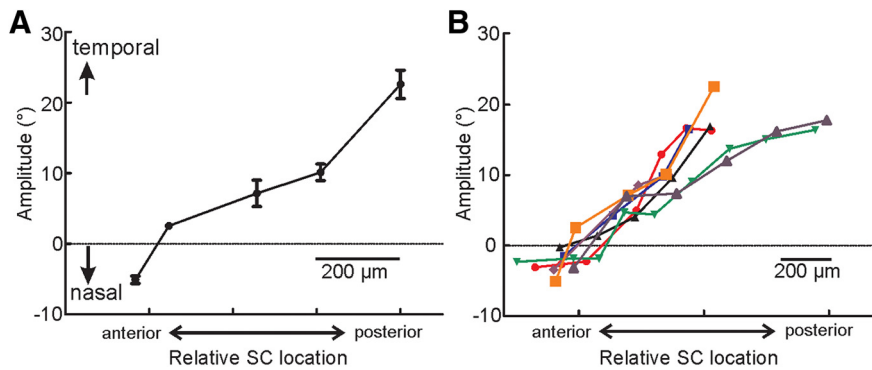 A
temporal
30
20
10
0
-10
Amplitude (°)
nasal
200 µm
anterior
posterior
Relative SC location
B
30
20
10
0
-10
Amplitude (°)
200 µm
anterior
posterior
Relative SC location